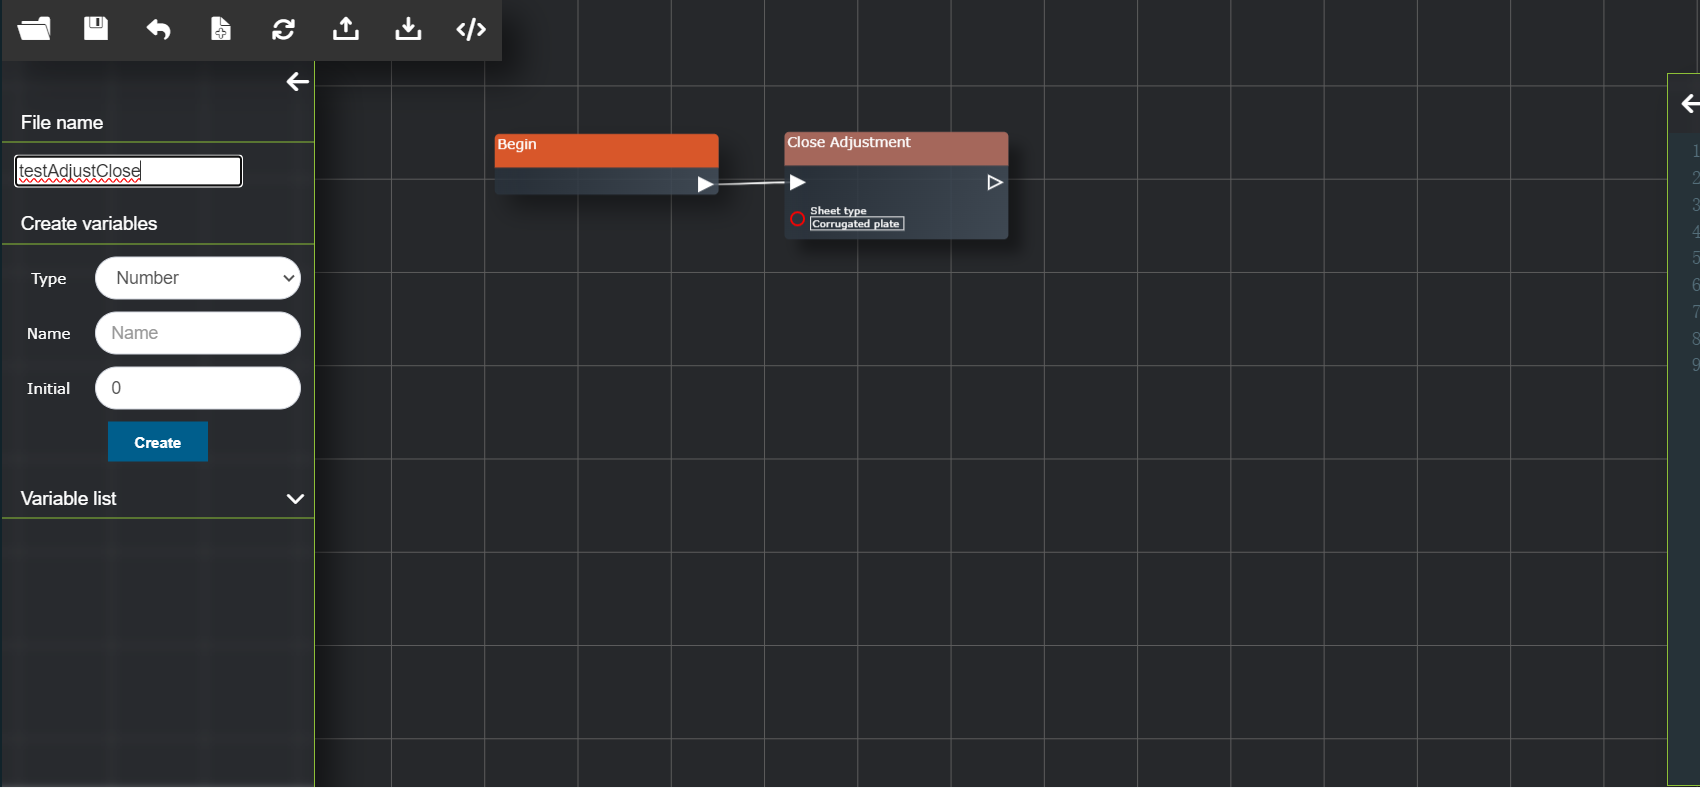 File name
testAdjustClose
Create variables
Type
Number
Name
Name
Initial
0
Create
Variable list
Begin
Close Adjustment
Sheet type
Corrugated plate
1
2
3
4
5
6
7
8
9